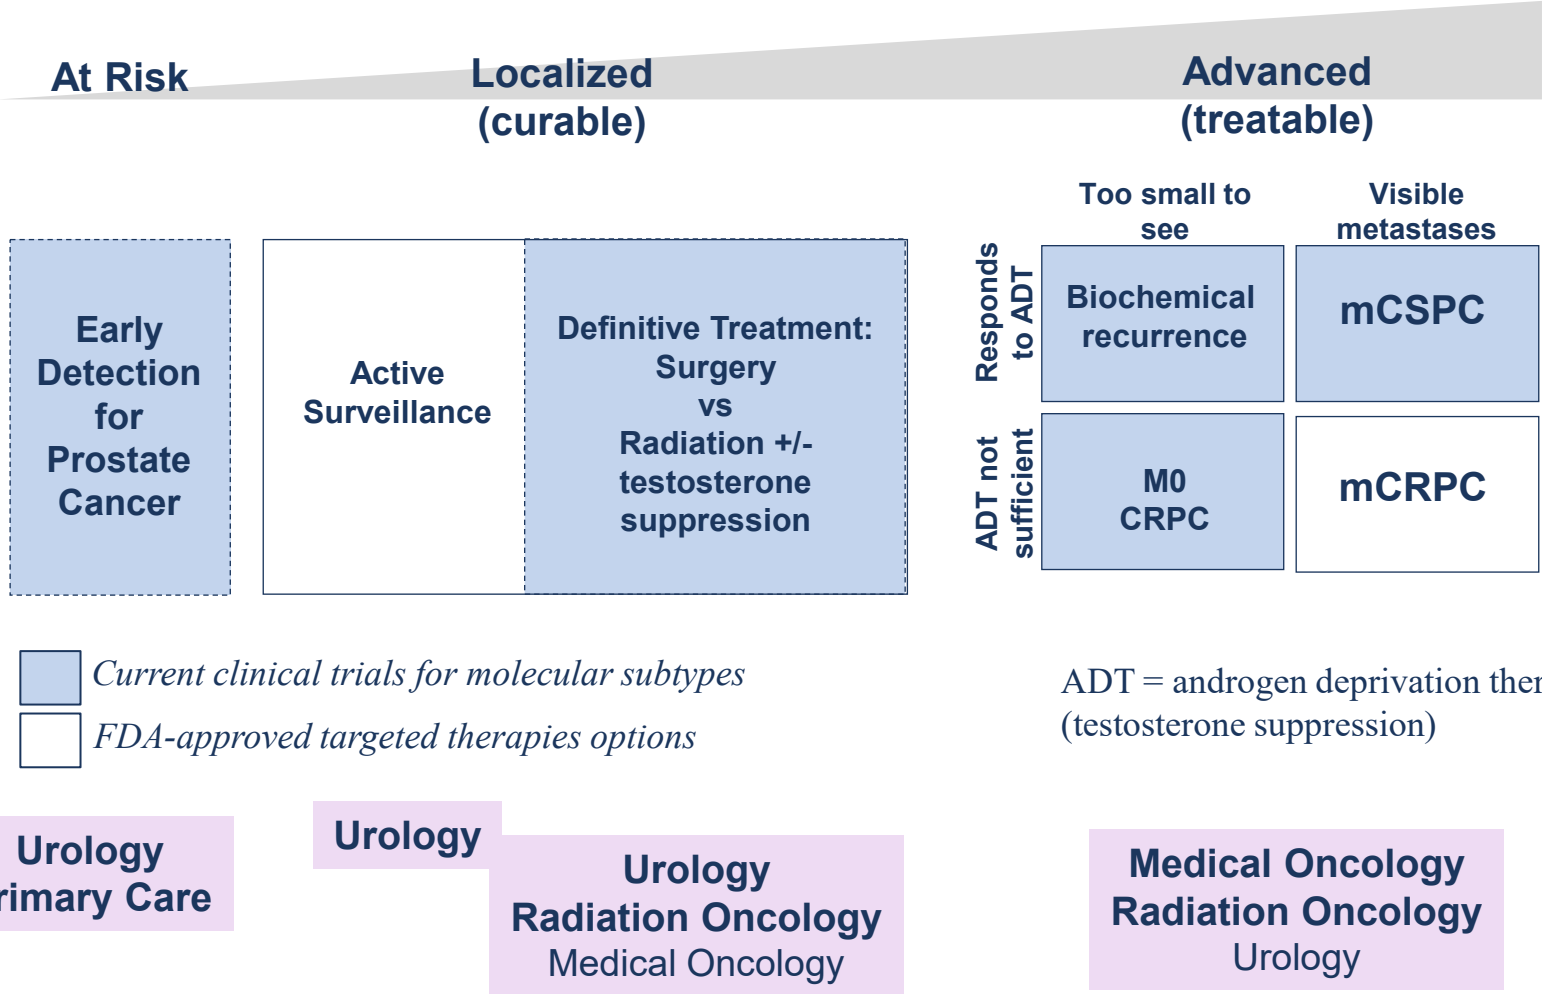 At Risk
Localized
(curable)
Advanced
(treatable)
Too small to
see
Visible
metastases
Early
Detection
for
Prostate
Cancer
Active
Surveillance
Definitive Treatment:
Surgery
vs
Radiation +/-
testosterone
suppression
Responds
to ADT
Biochemical
recurrence
mCSPC
ADT not
sufficient
M0
CRPC
mCRPC
Current clinical trials for molecular subtypes
FDA-approved targeted therapies options
ADT = androgen deprivation ther
(testosterone suppression)
Urology
rimary Care
Urology
Urology
Radiation Oncology
Medical Oncology
Medical Oncology
Radiation Oncology
Urology